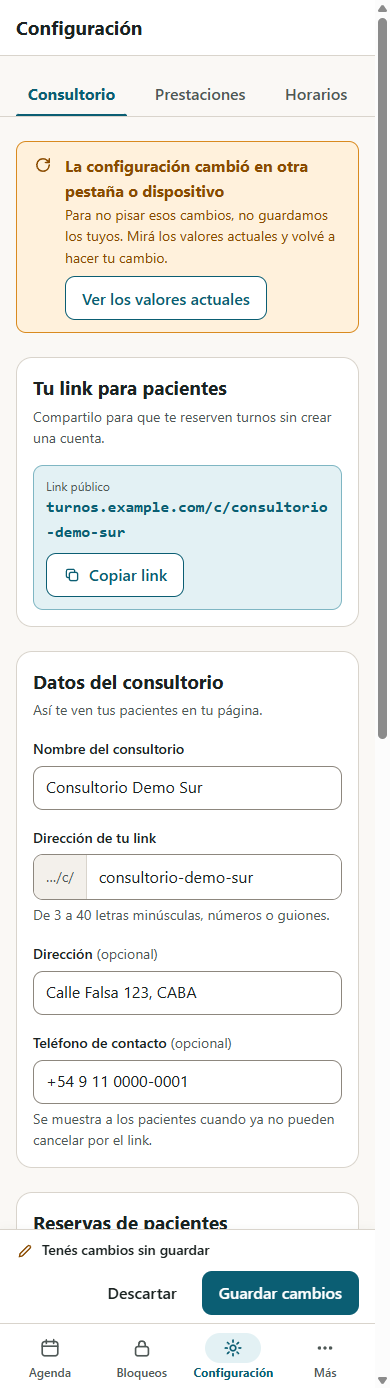 Configuración
Consultorio
Prestaciones
Horarios
La configuración cambió en otra
pestaña o dispositivo
Para no pisar esos cambios, no guardamos
los tuyos. Mirá los valores actuales y volvé a
hacer tu cambio.
Ver los valores actuales
Tu link para pacientes
Compartilo para que te reserven turnos sin crear
una cuenta.
Link público
turnos.example.com/c/consultorio
-demo-sur
Copiar link
Datos del consultorio
Así te ven tus pacientes en tu página.
Nombre del consultorio
Consultorio Demo Sur
Dirección de tu link
.../c/ consultorio-demo-sur
De 3 a 40 letras minúsculas, números o guiones.
Dirección (opcional)
Calle Falsa 123, CABA
Teléfono de contacto (opcional)
+54 9 11 0000-0001
Se muestra a los pacientes cuando ya no pueden
cancelar por el link.
Reservas de pacientes
Tenés cambios sin guardar
Descartar
Guardar cambios
Agenda
Bloqueos
Configuración
Más